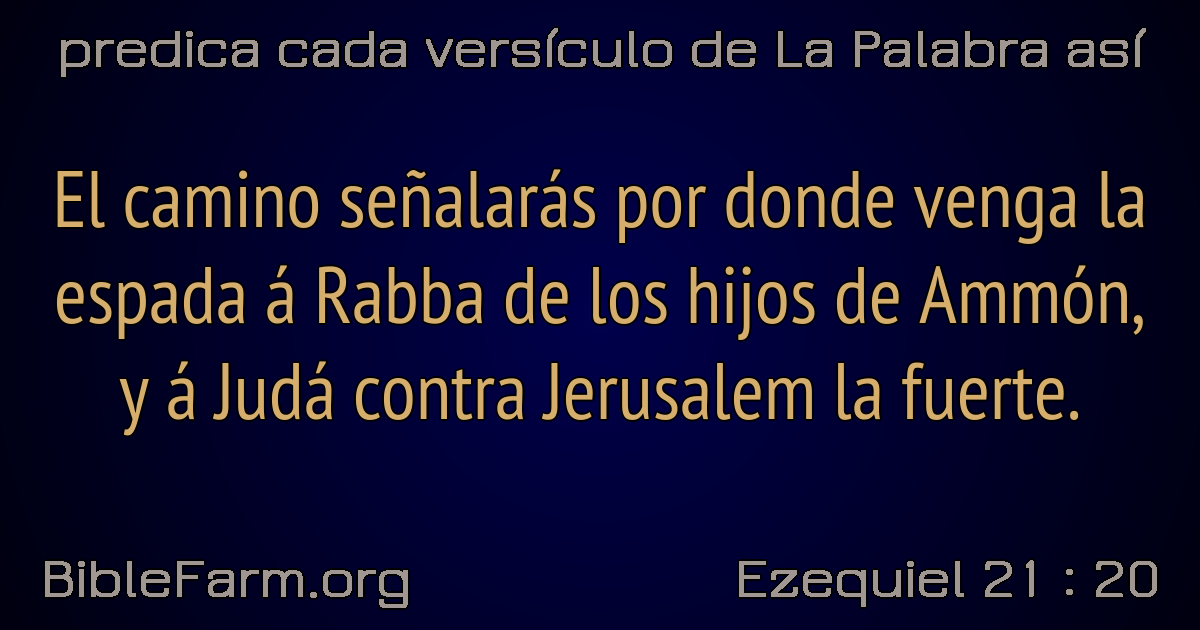 predica cada versículo de La Palabra así
El camino señalarás por donde venga la
espada á Rabba de los hijos de Ammón,
y á Judá contra Jerusalem la fuerte.
BibleFarm.org
Ezequiel 21 : 20